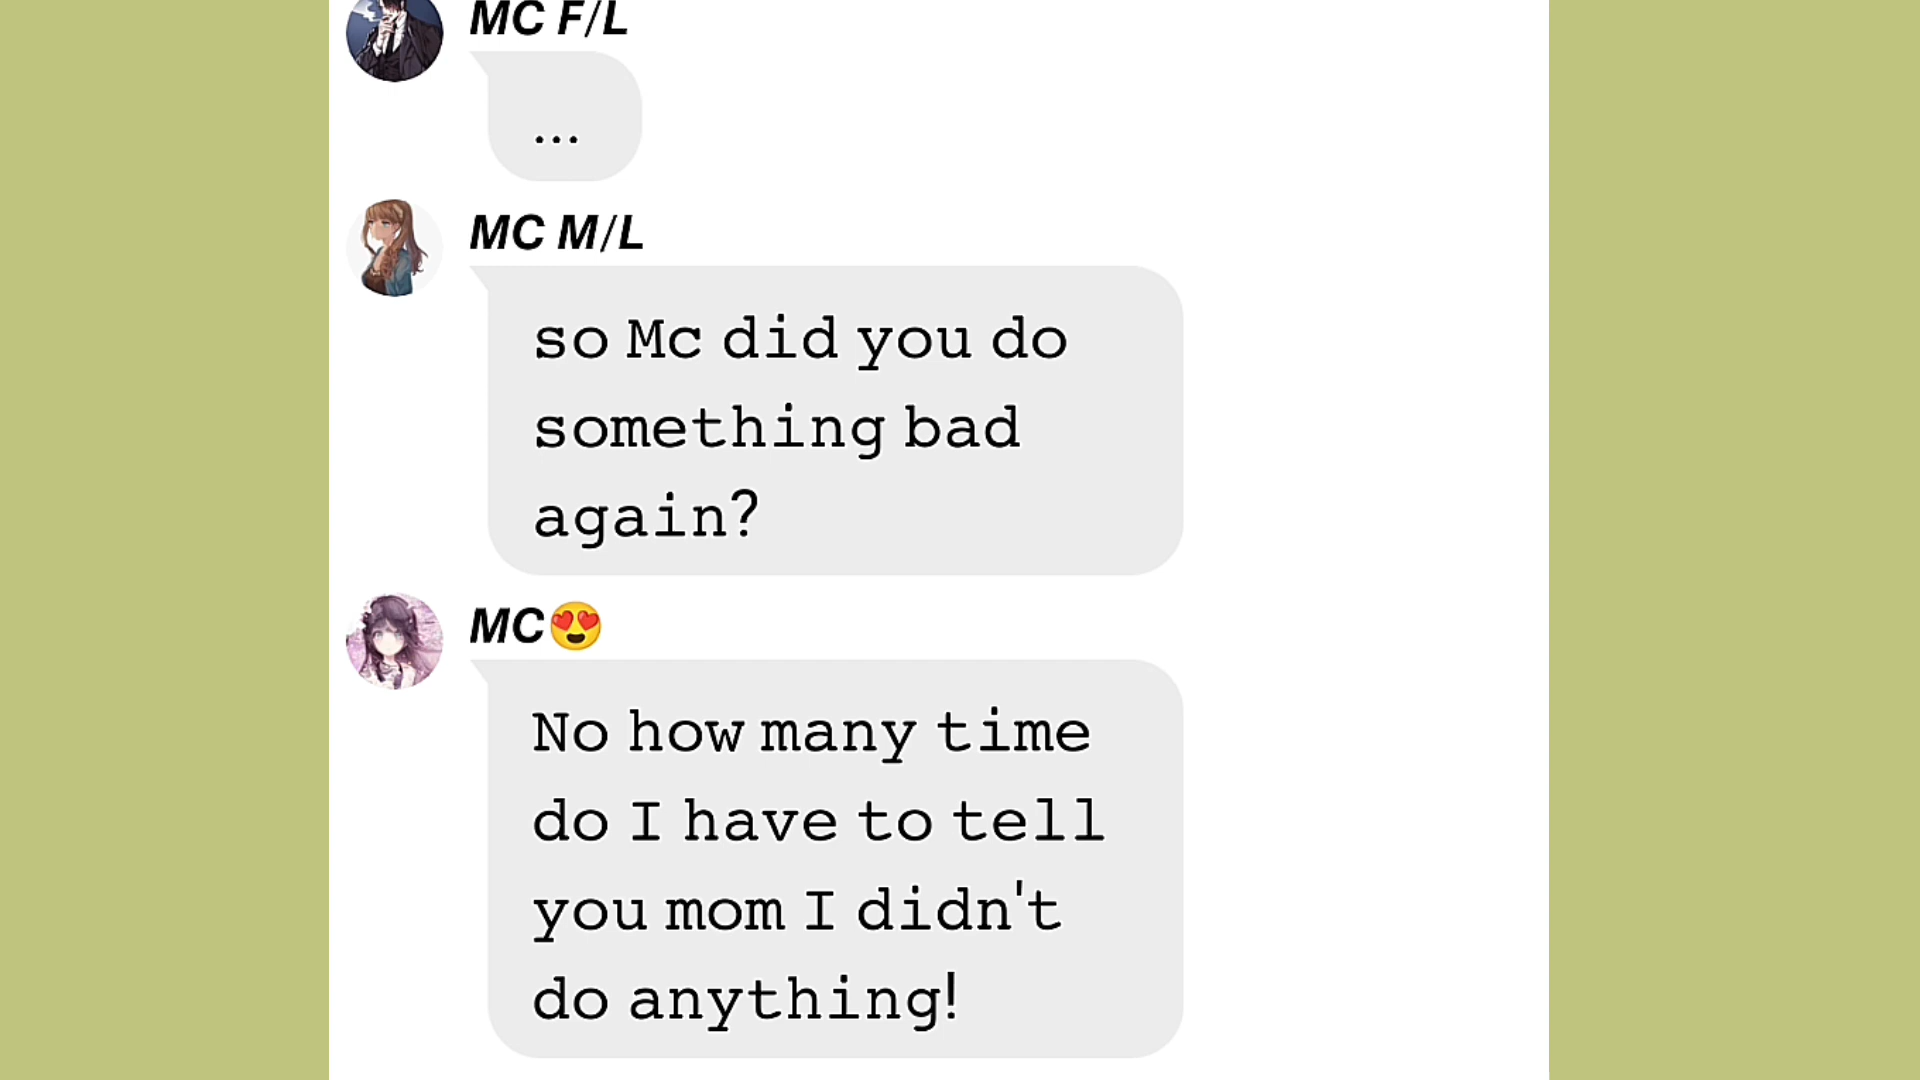 MC F/L
...
MC M/L
so Mc did you do
something bad
again?
MC😍
No how many time
do I have to tell
you mom I didn't
do anything!